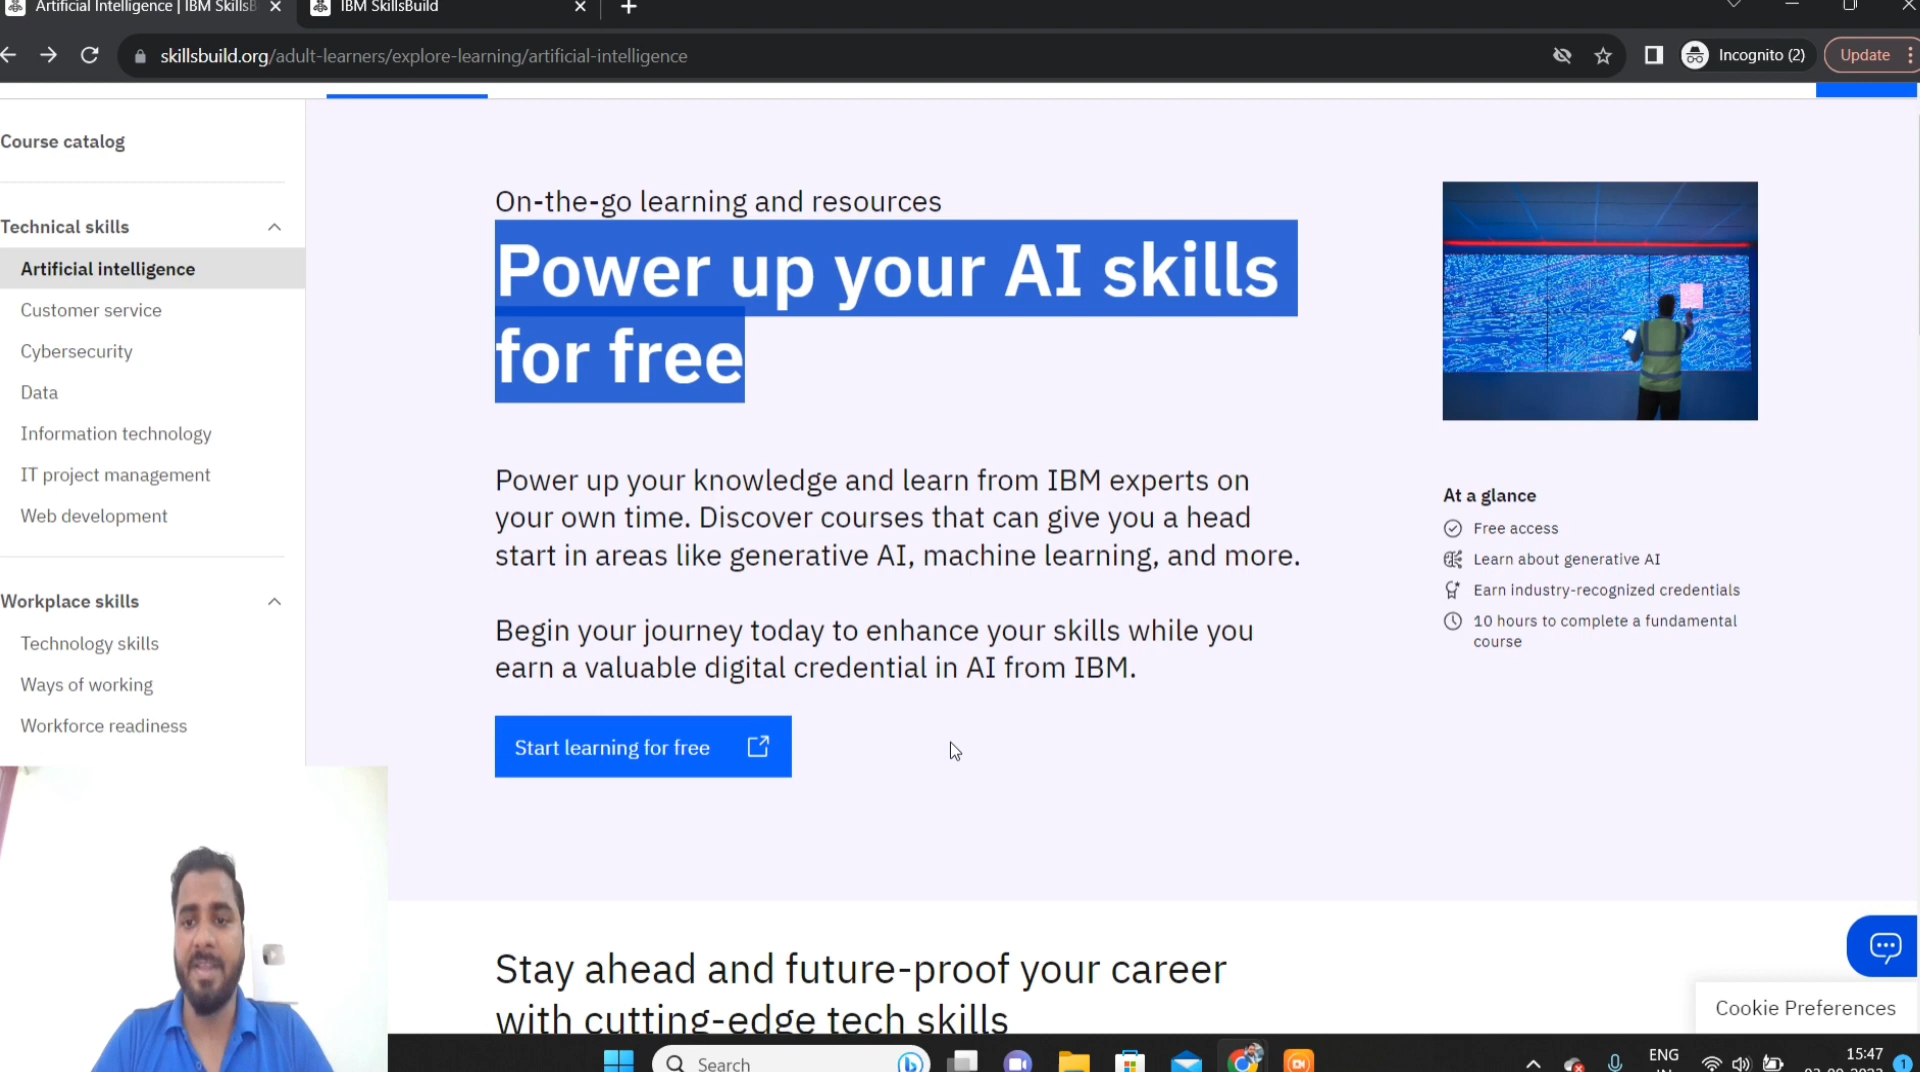 Artificial Intelligence | IBM SkillsB
IBM SkillsBuild
skillsbuild.org/adult-learners/explore-learning/artificial-intelligence
Incognito (2)
Update
Course catalog
Technical skills
Artificial intelligence
Customer service
Cybersecurity
Data
Information technology
IT project management
Web development
Workplace skills
Technology skills
Ways of working
Workforce readiness
On-the-go learning and resources
Power up your AI skills
for free
Power up your knowledge and learn from IBM experts on
your own time. Discover courses that can give you a head
start in areas like generative AI, machine learning, and more.
Begin your journey today to enhance your skills while you
earn a valuable digital credential in AI from IBM.
Start learning for free
At a glance
Free access
Learn about generative AI
Earn industry-recognized credentials
10 hours to complete a fundamental
course
Stay ahead and future-proof your career
with cutting-edge tech skills
Cookie Preferences
Search
ENG
15:47
1